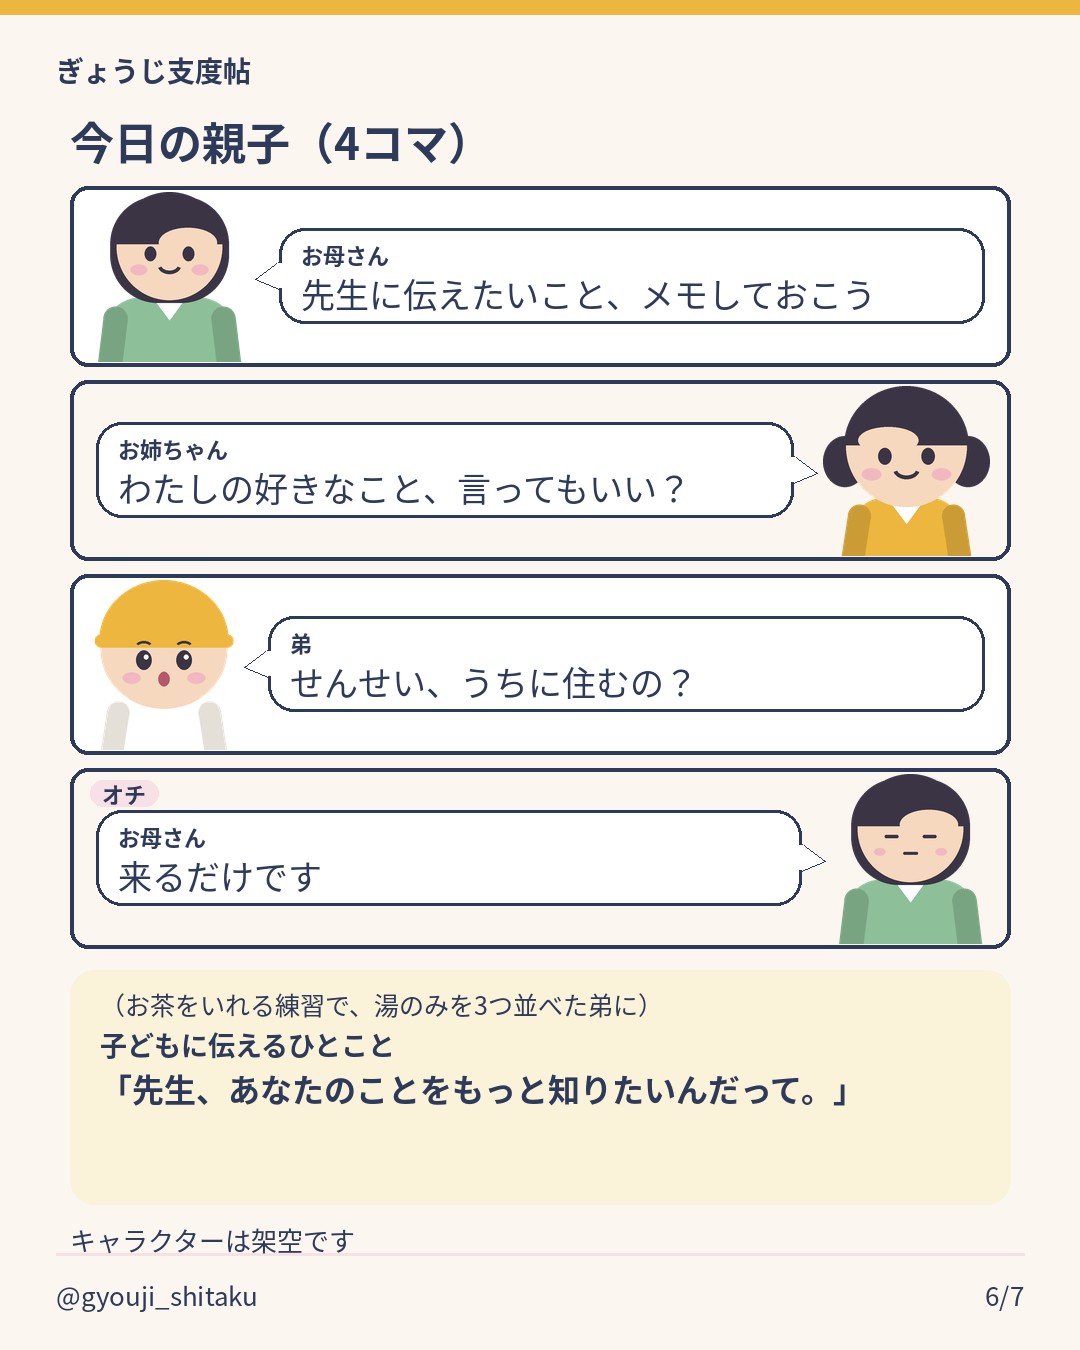 ぎょうじ支度帖
今日の親子（4コマ）
お母さん
先生に伝えたいこと、メモしておこう
お姉ちゃん
わたしの好きなこと、言ってもいい？
弟
せんせい、うちに住むの？
オチ
お母さん
来るだけです
（お茶をいれる練習で、湯のみを3つ並べた弟に）
子どもに伝えるひとこと
「先生、あなたのことをもっと知りたいんだって。」
キャラクターは架空です
@gyouji_shitaku
6/7